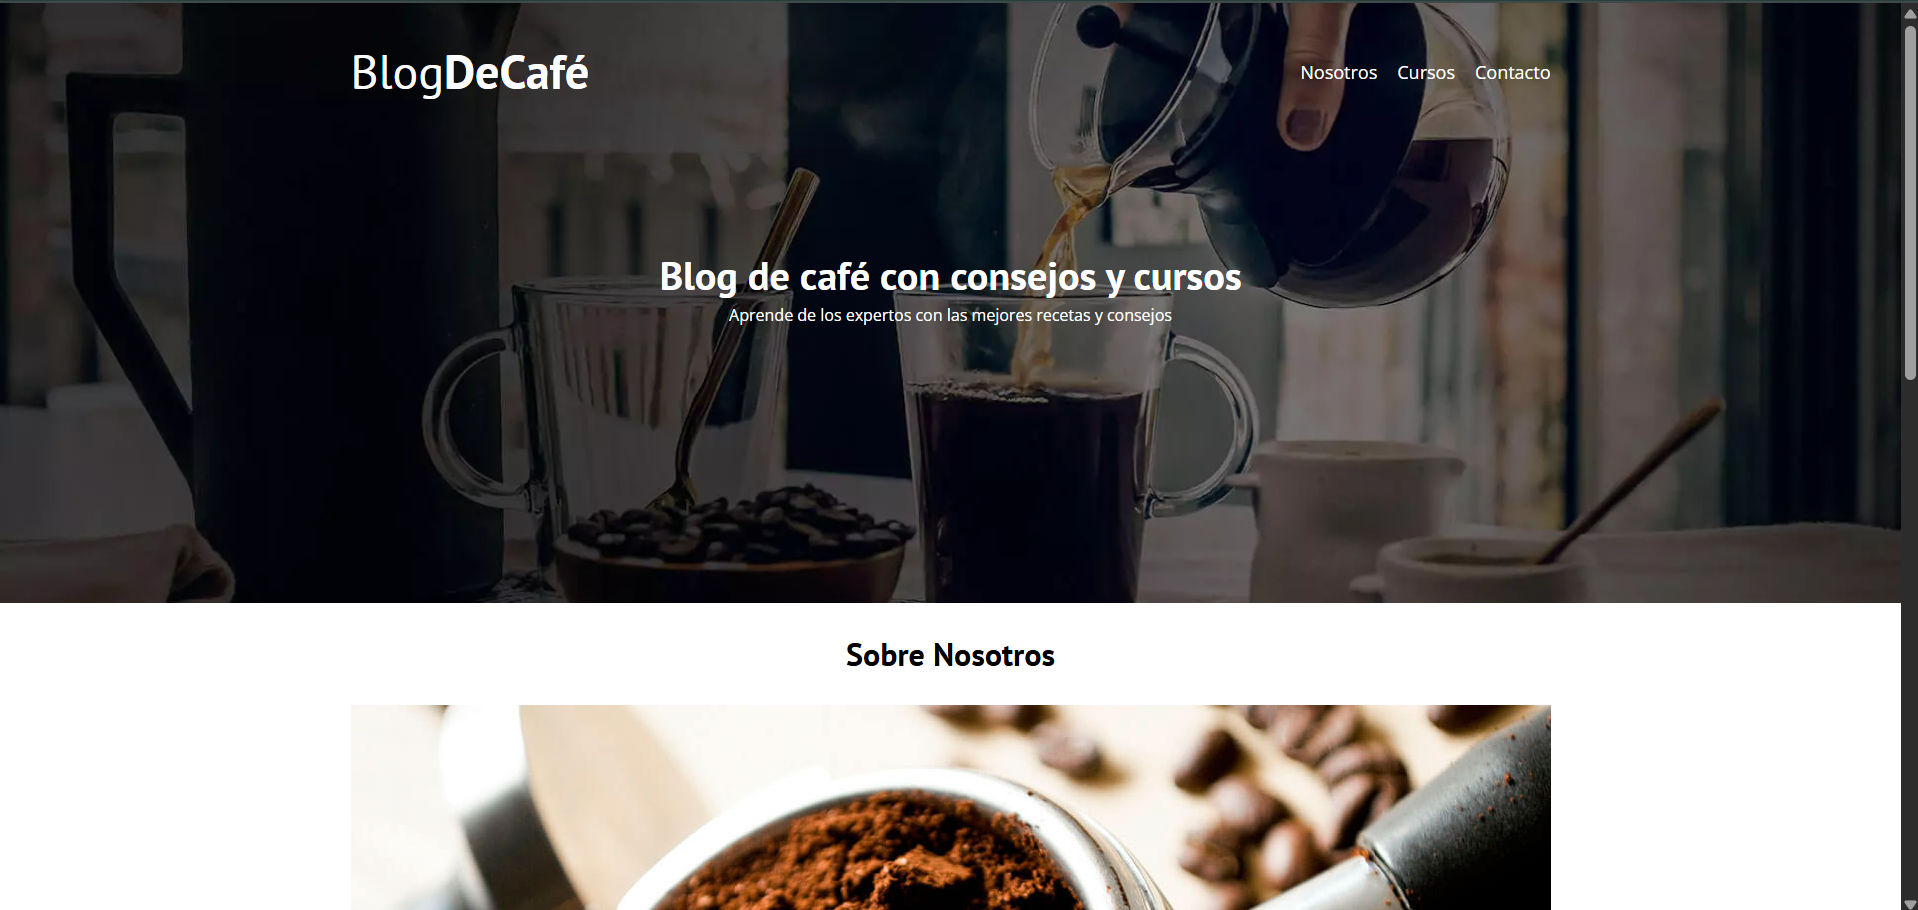 BlogDeCafé
Nosotros Cursos Contacto
Blog de café con consejos y cursos
Aprende de los expertos con las mejores recetas y consejos
Sobre Nosotros